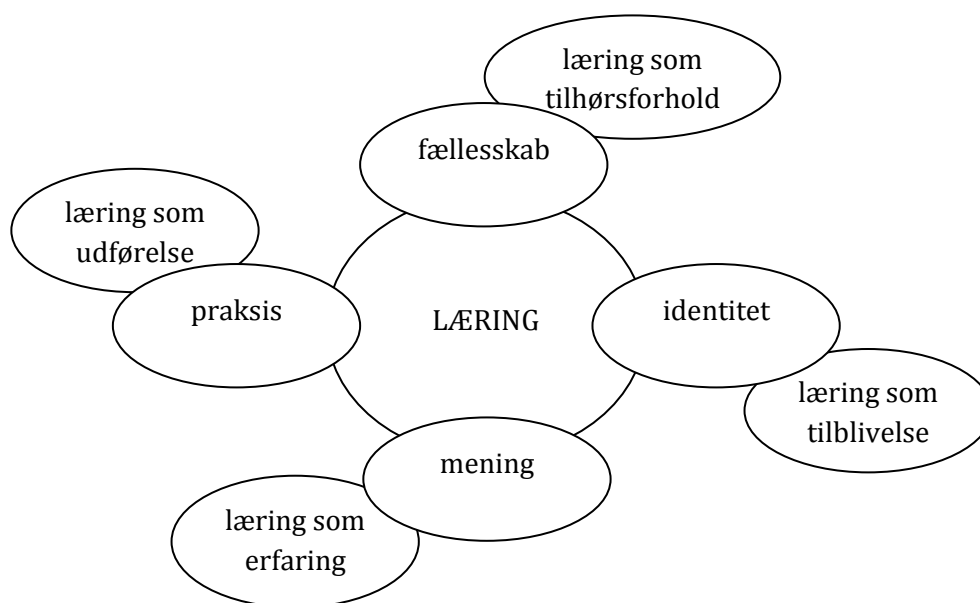 læring som
tilhørsforhold
fællesskab
læring som
udførelse
praksis
LÆRING
identitet
læring som
tilblivelse
mening
læring som
erfaring